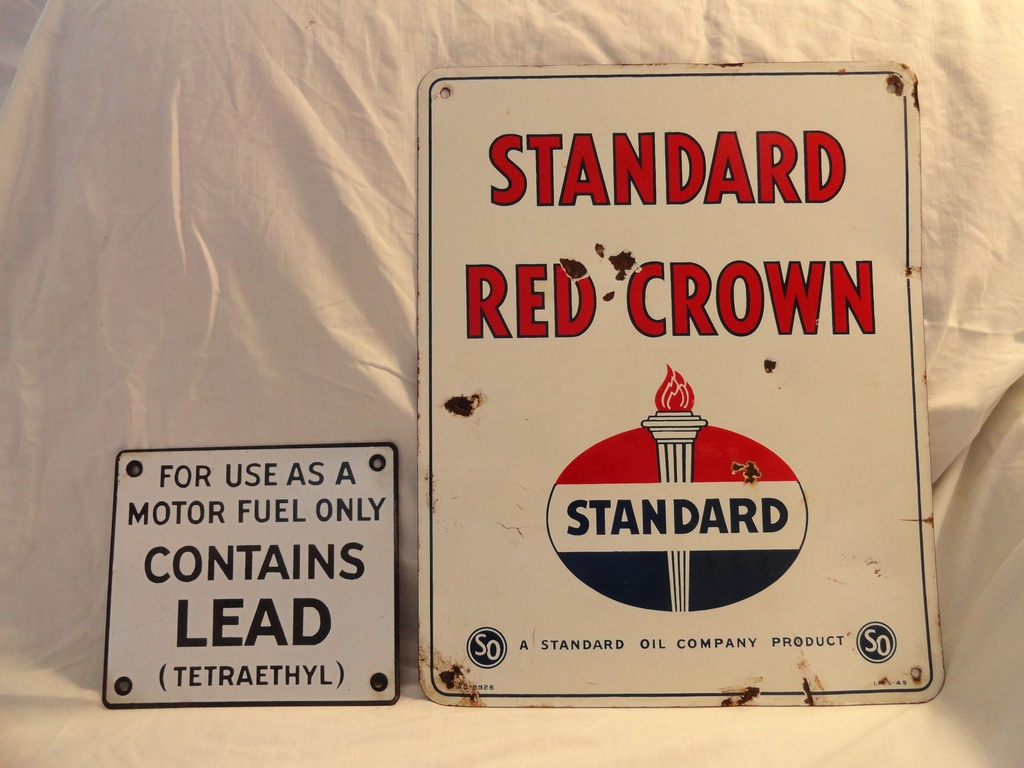 FOR USE AS A
MOTOR FUEL ONLY
CONTAINS
LEAD
(TETRAETHYL)
STANDARD
RED CROWN
STANDARD
SO A STANDARD OIL COMPANY PRODUCT SO